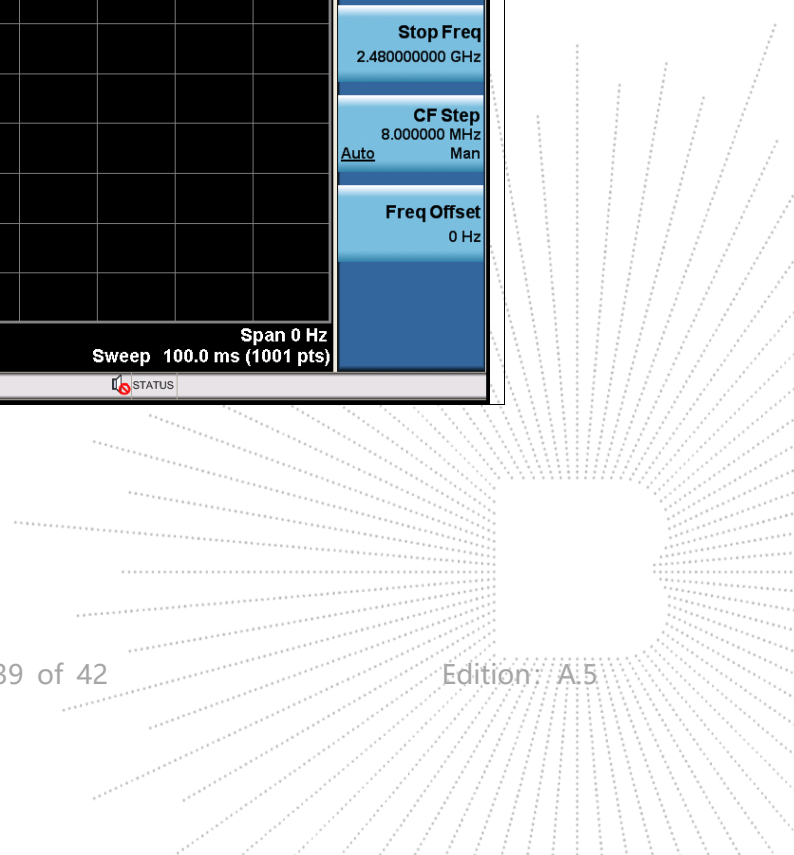 Stop Freq
2.480000000 GHz
CF Step
8.000000 MHz
Auto Man
Freq Offset
0 Hz
Span 0 Hz
Sweep 100.0 ms (1001 pts)
STATUS
39 of 42 Edition: A.5